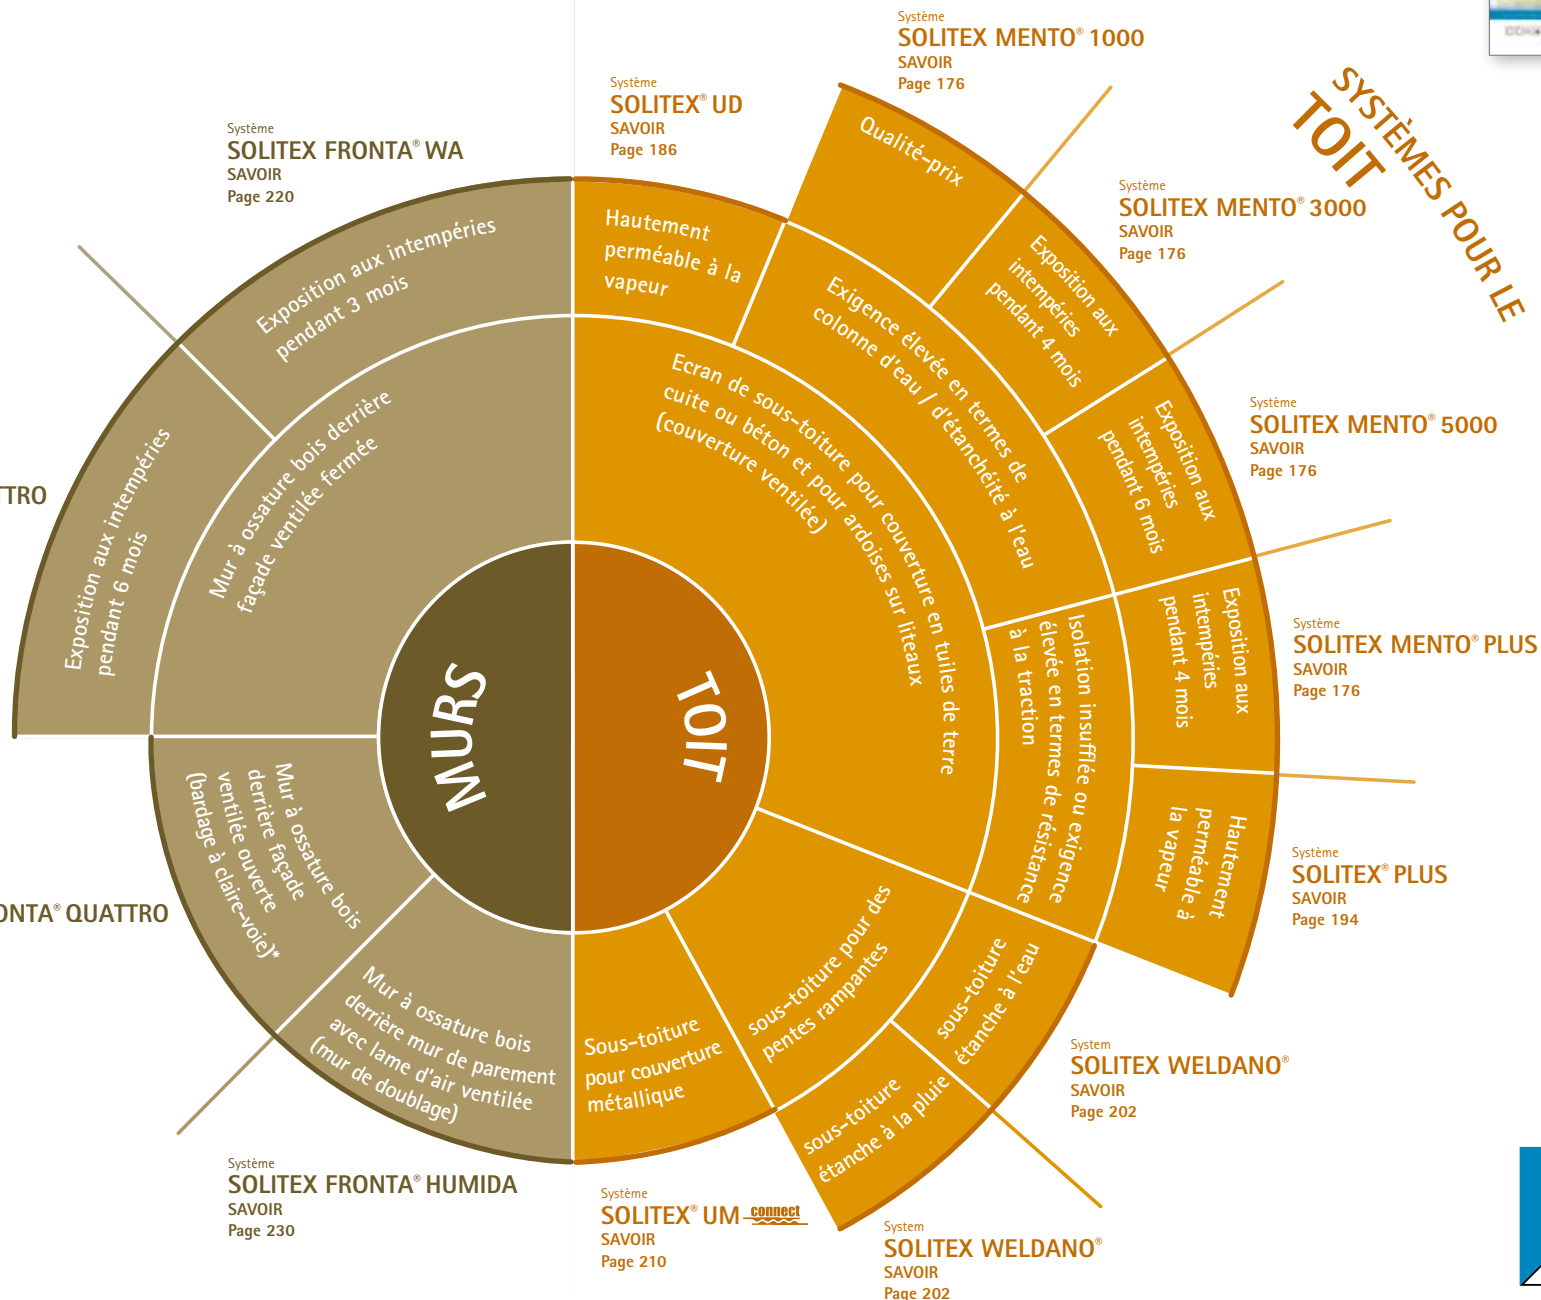 Système
SOLITEX MENTO® 1000
SAVOIR
Page 176
SYSTÈMES POUR LE
TOIT
Système
SOLITEX® UD
SAVOIR
Page 186
Système
SOLITEX FRONTA® WA
SAVOIR
Page 220
Système
SOLITEX MENTO® 3000
SAVOIR
Page 176
Système
SOLITEX MENTO® 5000
SAVOIR
Page 176
Système
SOLITEX MENTO® PLUS
SAVOIR
Page 176
Système
SOLITEX® PLUS
SAVOIR
Page 194
System
SOLITEX WELDANO®
SAVOIR
Page 202
System
SOLITEX WELDANO®
SAVOIR
Page 202
Système
SOLITEX® UM connect
SAVOIR
Page 210
Système
SOLITEX FRONTA® HUMIDA
SAVOIR
Page 230
TTRO
ONTA® QUATTRO
Exposition aux intempéries
pendant 3 mois
Exposition aux intempéries
pendant 6 mois
Mur à ossature bois derrière
façade ventilée fermée
Mur à ossature bois
derrière façade
ventilée ouverte
(bardage à claire-voie)*
Mur à ossature bois
derrière mur de parement
avec lame d'air ventilée
(mur de doublage)
MURS
TOIT
Hautement
perméable à la
vapeur
Qualité-prix
Exposition aux
intempéries
pendant 4 mois
Exposition aux
intempéries
pendant 6 mois
Exposition aux
intempéries
pendant 4 mois
Hautement
perméable à
la vapeur
Exigence élevée en termes de
colonne d'eau / d'étanchéité à l'eau
Ecran de sous-toiture pour couverture en tuiles de terre
cuite ou béton et pour ardoises sur liteaux
(couverture ventilée)
Isolation insufflée ou exigence
élevée en termes de résistance
à la traction
sous-toiture pour des
pentes rampantes
sous-toiture
étanche à l'eau
sous-toiture
étanche à la pluie
Sous-toiture
pour couverture
métallique